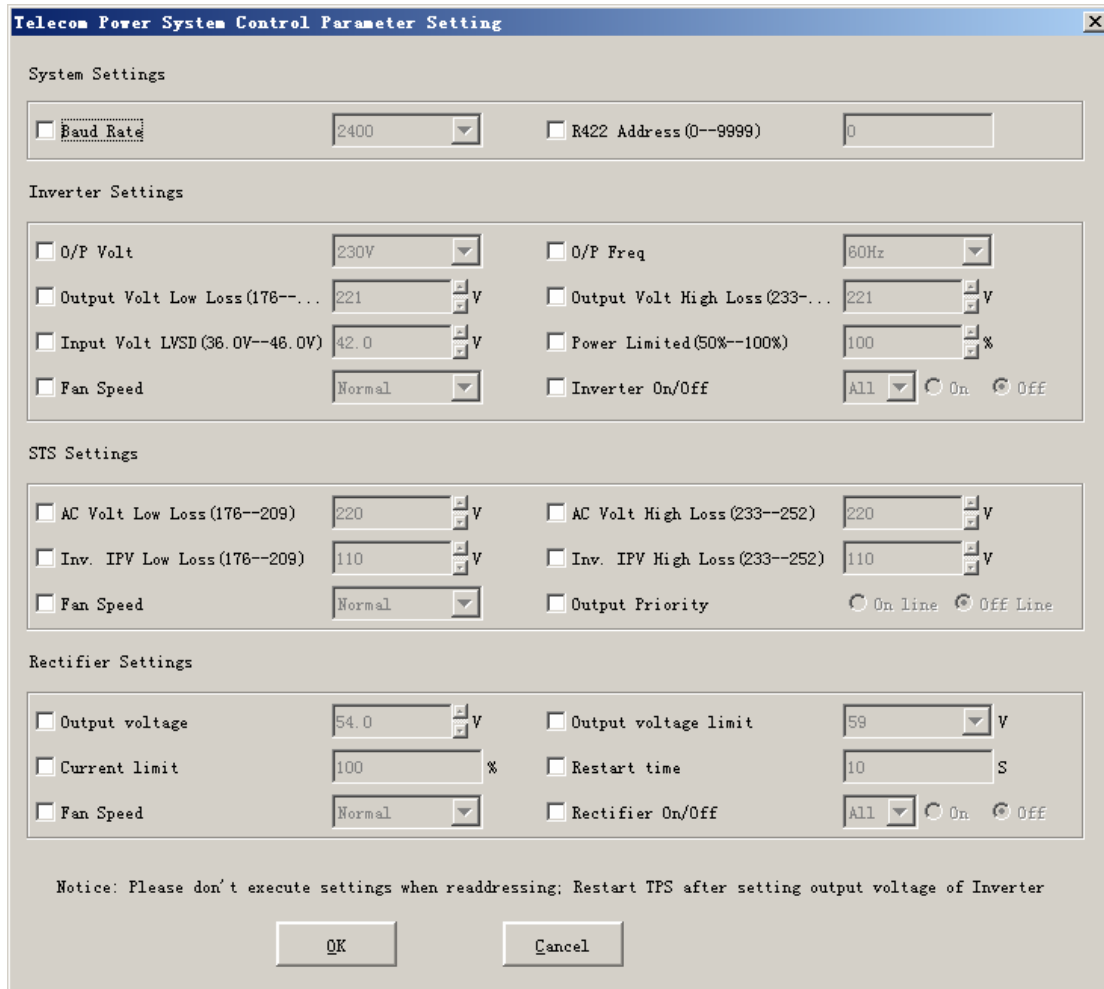 Telecom Power System Control Parameter Setting
System Settings
Baud Rate 2400 R422 Address(0--9999) 0
Inverter Settings
O/P Volt 230V O/P Freq 60Hz
Output Volt Low Loss(176--... 221 V Output Volt High Loss(233-... 221 V
Input Volt LVSD(36.0V--46.0V) 42.0 V Power Limited(50%--100%) 100 %
Fan Speed Normal Inverter On/Off All On Off
STS Settings
AC Volt Low Loss(176--209) 220 V AC Volt High Loss(233--252) 220 V
Inv. IPV Low Loss(176--209) 110 V Inv. IPV High Loss(233--252) 110 V
Fan Speed Normal Output Priority On line Off Line
Rectifier Settings
Output voltage 54.0 V Output voltage limit 59 V
Current limit 100 % Restart time 10 S
Fan Speed Normal Rectifier On/Off All On Off
Notice: Please don't execute settings when readdressing; Restart TPS after setting output voltage of Inverter
OK Cancel